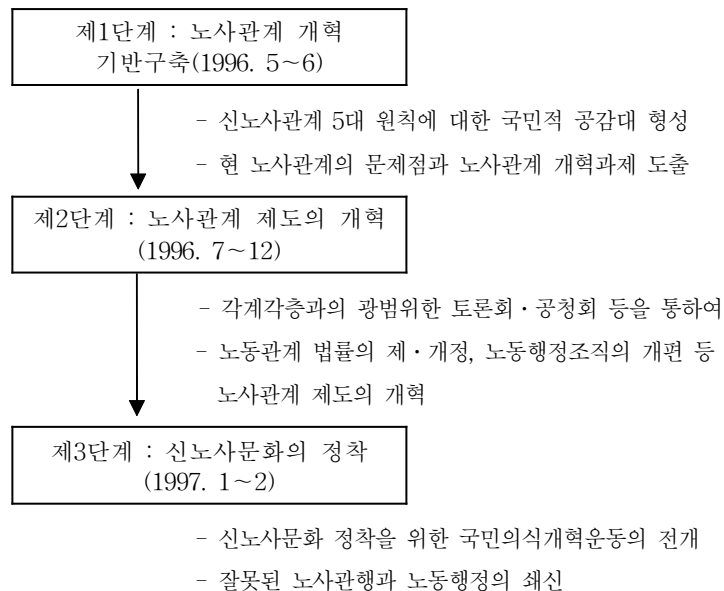 제1단계 : 노사관계 개혁
기반구축(1996. 5~6)
- 신노사관계 5대 원칙에 대한 국민적 공감대 형성
- 현 노사관계의 문제점과 노사관계 개혁과제 도출
제2단계 : 노사관계 제도의 개혁
(1996. 7~12)
- 각계각층과의 광범위한 토론회·공청회 등을 통하여
- 노동관계 법률의 제·개정, 노동행정조직의 개편 등
노사관계 제도의 개혁
제3단계 : 신노사문화의 정착
(1997. 1~2)
- 신노사문화 정착을 위한 국민의식개혁운동의 전개
- 잘못된 노사관행과 노동행정의 쇄신